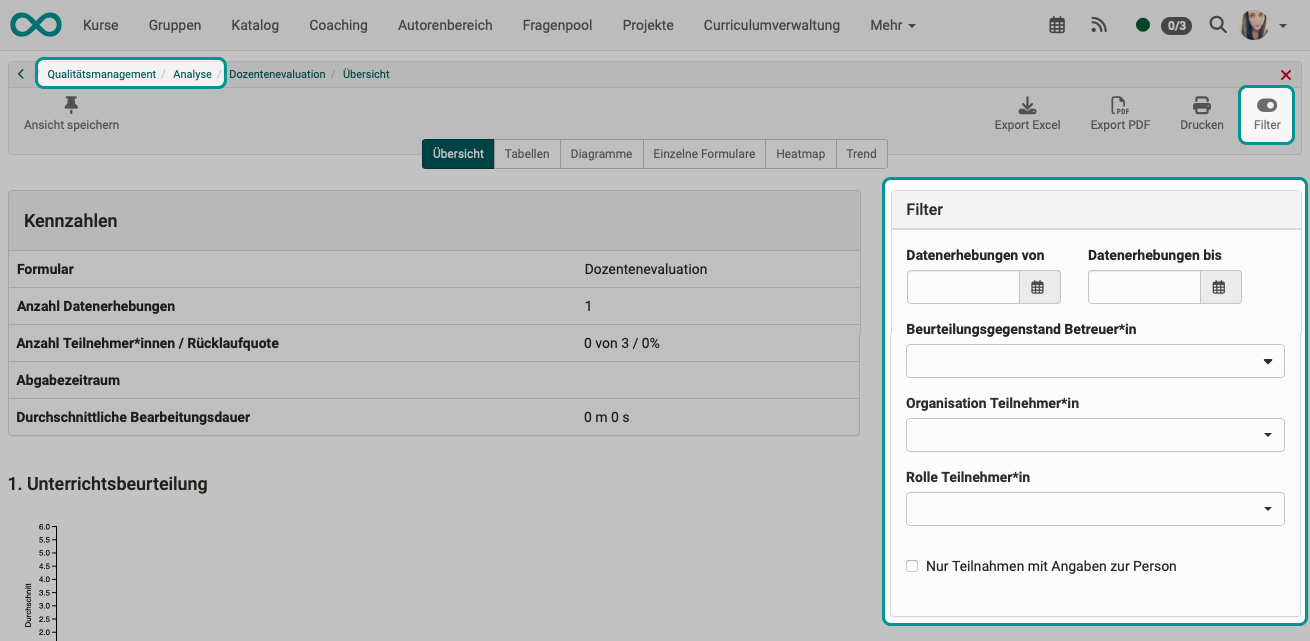 Kurse Gruppen Katalog Coaching Autorenbereich Fragenpool Projekte Curriculumverwaltung Mehr 0/3
Qualitätsmanagement / Analyse / Dozentenevaluation / Übersicht
Ansicht speichern Export Excel Export PDF Drucken Filter
Übersicht Tabellen Diagramme Einzelne Formulare Heatmap Trend
Kennzahlen
Formular Dozentenevaluation
Anzahl Datenerhebungen 1
Anzahl Teilnehmer*innen / Rücklaufquote 0 von 3 / 0%
Abgabezeitraum
Durchschnittliche Bearbeitungsdauer 0 m 0 s
1. Unterrichtsbeurteilung
6.0
5.5
5.0
4.5
4.0
3.5
3.0
2.5
2.0
Durchschnitt
Filter
Datenerhebungen von Datenerhebungen bis
Beurteilungsgegenstand Betreuer*in
Organisation Teilnehmer*in
Rolle Teilnehmer*in
Nur Teilnahmen mit Angaben zur Person